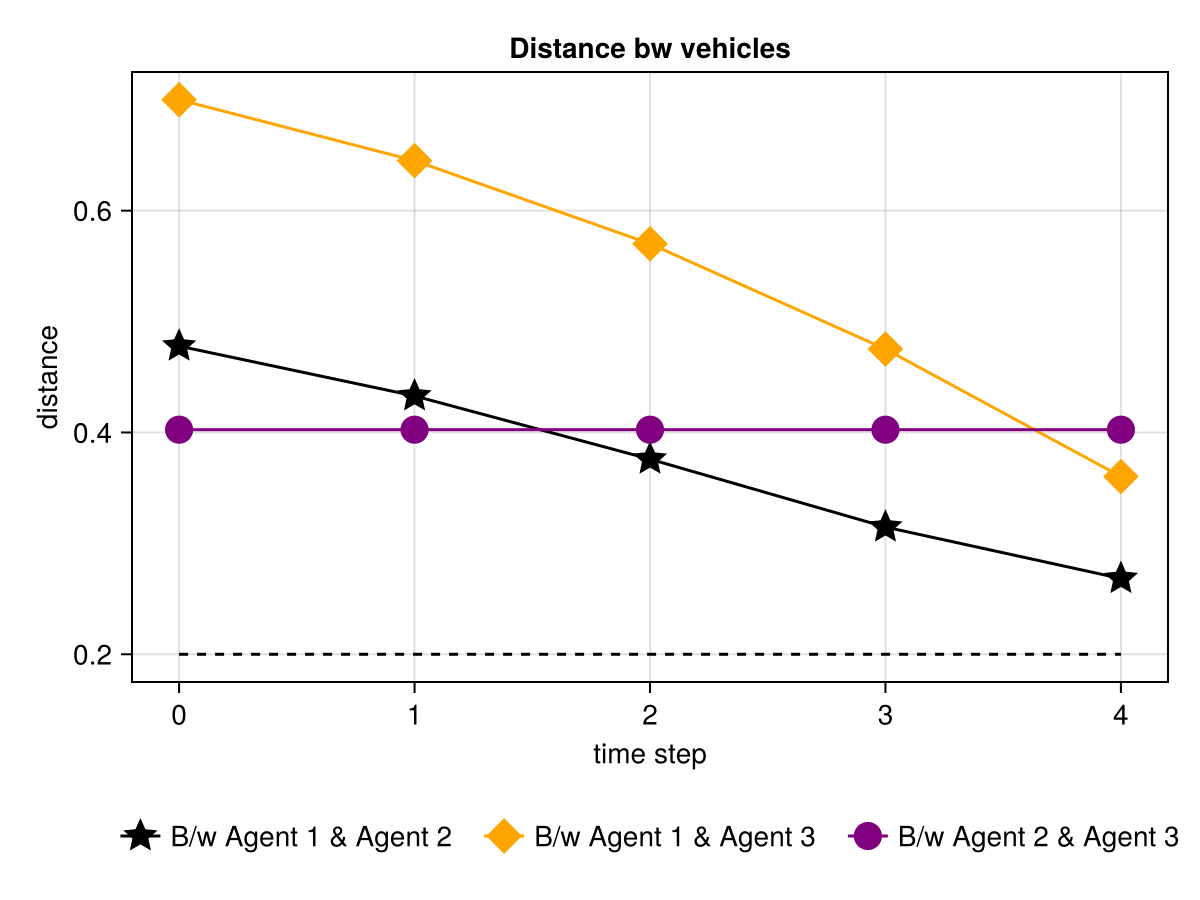 Distance bw vehicles
distance
0.6
0.4
0.2
0 1 2 3 4
time step
B/w Agent 1 & Agent 2 B/w Agent 1 & Agent 3 B/w Agent 2 & Agent 3